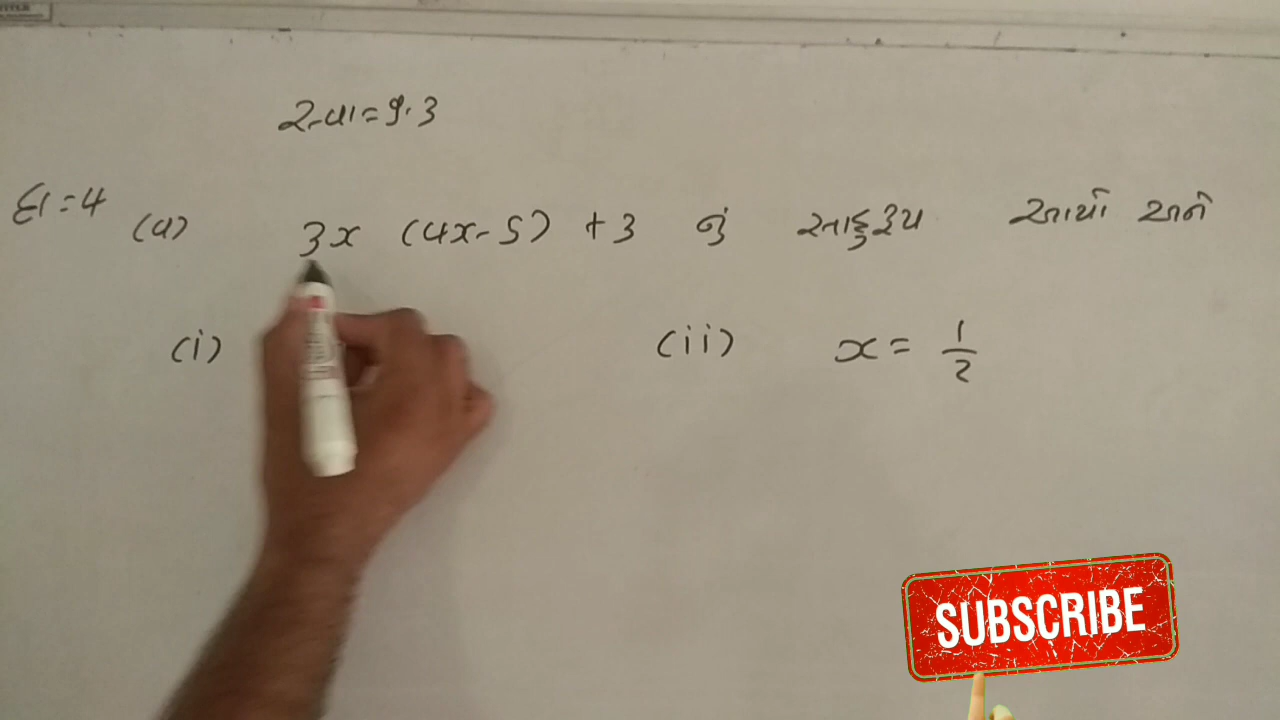 સ્વા=9.3
દા=4 (a) 3x (4x-5) +3 નું સાદુંરૂપ આપો અને
(i) (ii) x = 1/2
SUBSCRIBE